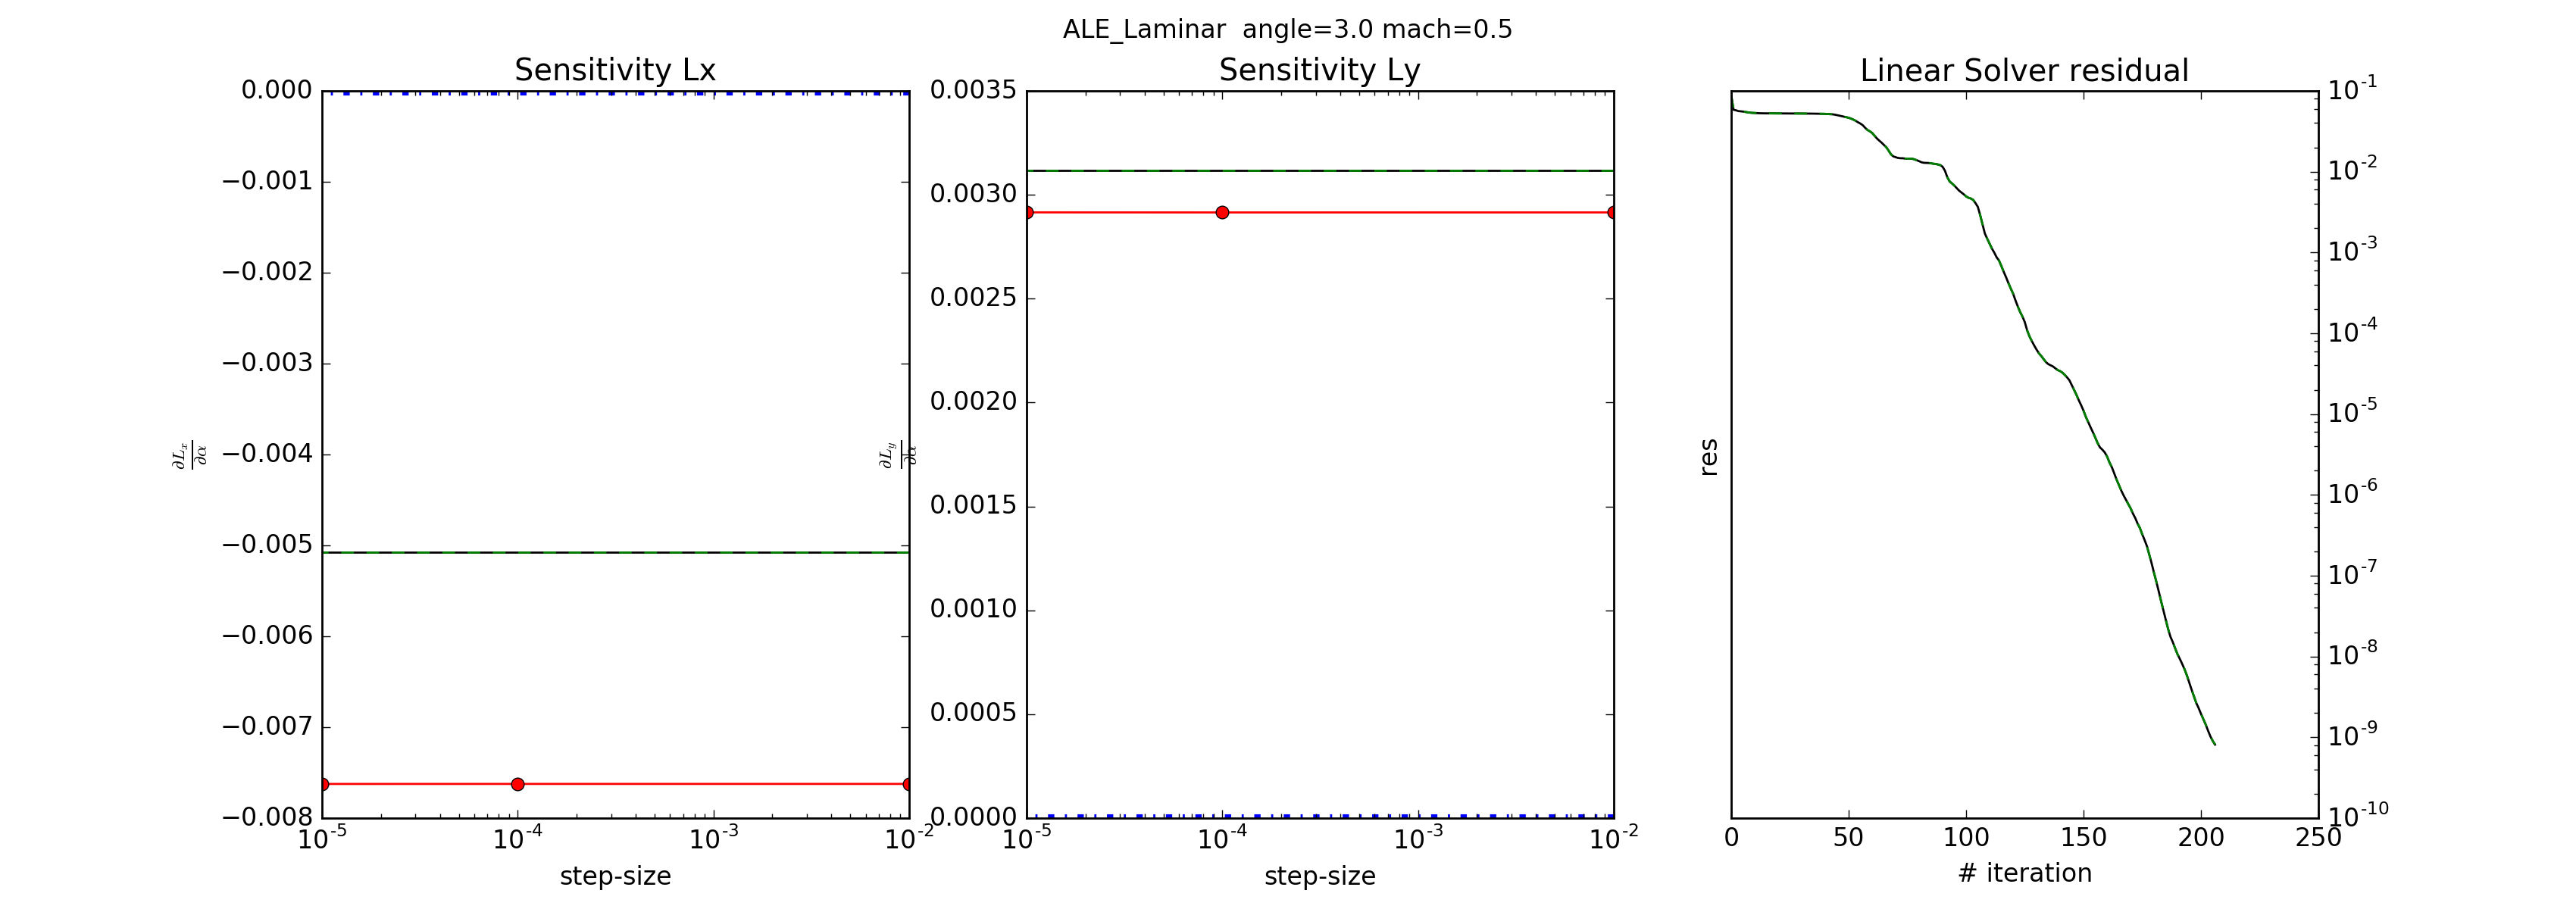 ALE_Laminar  angle=3.0 mach=0.5
Sensitivity Lx
0.000
−0.001
−0.002
−0.003
−0.004
−0.005
−0.006
−0.007
−0.008
∂Lx/∂α
10^-5 10^-4 10^-3 10^-2
step-size
Sensitivity Ly
0.0035
0.0030
0.0025
0.0020
0.0015
0.0010
0.0005
0.0000
∂Ly/∂α
10^-5 10^-4 10^-3 10^-2
step-size
Linear Solver residual
10^-1
10^-2
10^-3
10^-4
10^-5
10^-6
10^-7
10^-8
10^-9
10^-10
res
0 50 100 150 200 250
# iteration